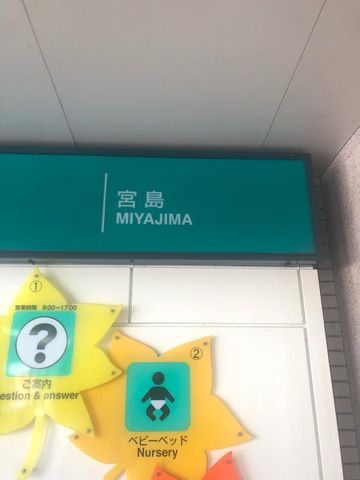 宮島
MIYAJIMA
①
営業時間 9:00~17:00
?
ご案内
estion & answer
②
ベビーベッド
Nursery